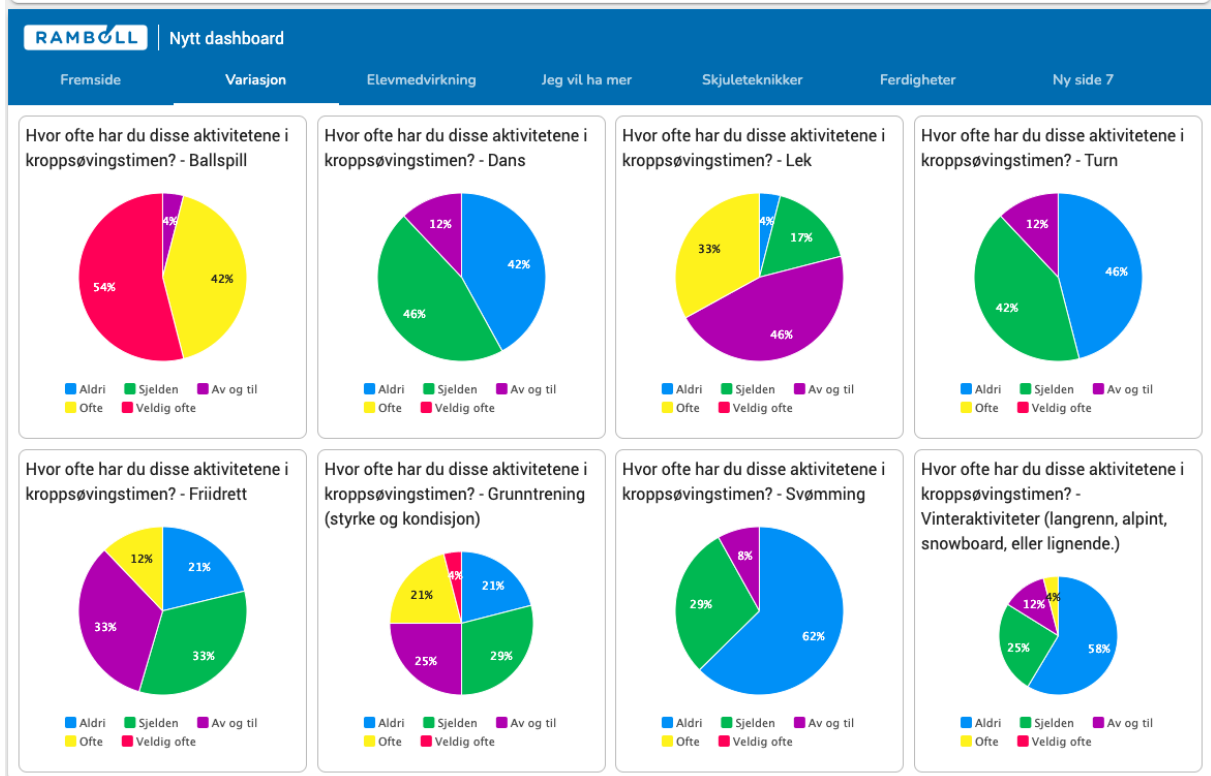 RAMBOLL Nytt dashboard
Fremside Variasjon Elevmedvirkning Jeg vil ha mer Skjuleteknikker Ferdigheter Ny side 7
Hvor ofte har du disse aktivitetene i
kroppsøvingstimen? - Ballspill
4%
42%
54%
Aldri Sjelden Av og til
Ofte Veldig ofte
Hvor ofte har du disse aktivitetene i
kroppsøvingstimen? - Dans
12%
42%
46%
Aldri Sjelden Av og til
Ofte Veldig ofte
Hvor ofte har du disse aktivitetene i
kroppsøvingstimen? - Lek
4%
17%
33%
46%
Aldri Sjelden Av og til
Ofte Veldig ofte
Hvor ofte har du disse aktivitetene i
kroppsøvingstimen? - Turn
12%
46%
42%
Aldri Sjelden Av og til
Ofte Veldig ofte
Hvor ofte har du disse aktivitetene i
kroppsøvingstimen? - Friidrett
12%
21%
33%
33%
Aldri Sjelden Av og til
Ofte Veldig ofte
Hvor ofte har du disse aktivitetene i
kroppsøvingstimen? - Grunntrening
(styrke og kondisjon)
4%
21%
21%
25%
29%
Aldri Sjelden Av og til
Ofte Veldig ofte
Hvor ofte har du disse aktivitetene i
kroppsøvingstimen? - Svømming
8%
29%
62%
Aldri Sjelden Av og til
Ofte Veldig ofte
Hvor ofte har du disse aktivitetene i
kroppsøvingstimen? -
Vinteraktiviteter (langrenn, alpint,
snowboard, eller lignende.)
4%
12%
25%
58%
Aldri Sjelden Av og til
Ofte Veldig ofte